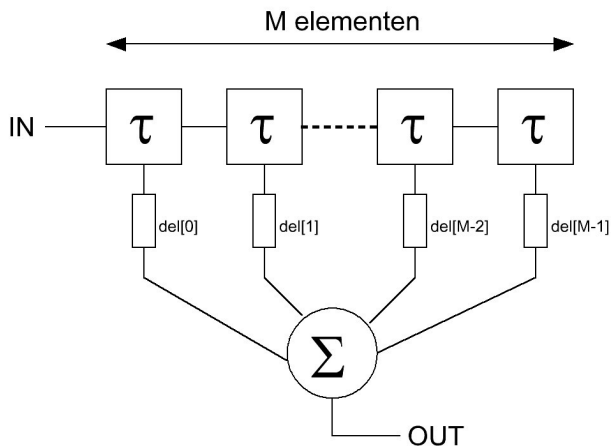 M elementen
IN
τ τ τ τ
del[0] del[1] del[M-2] del[M-1]
Σ
OUT